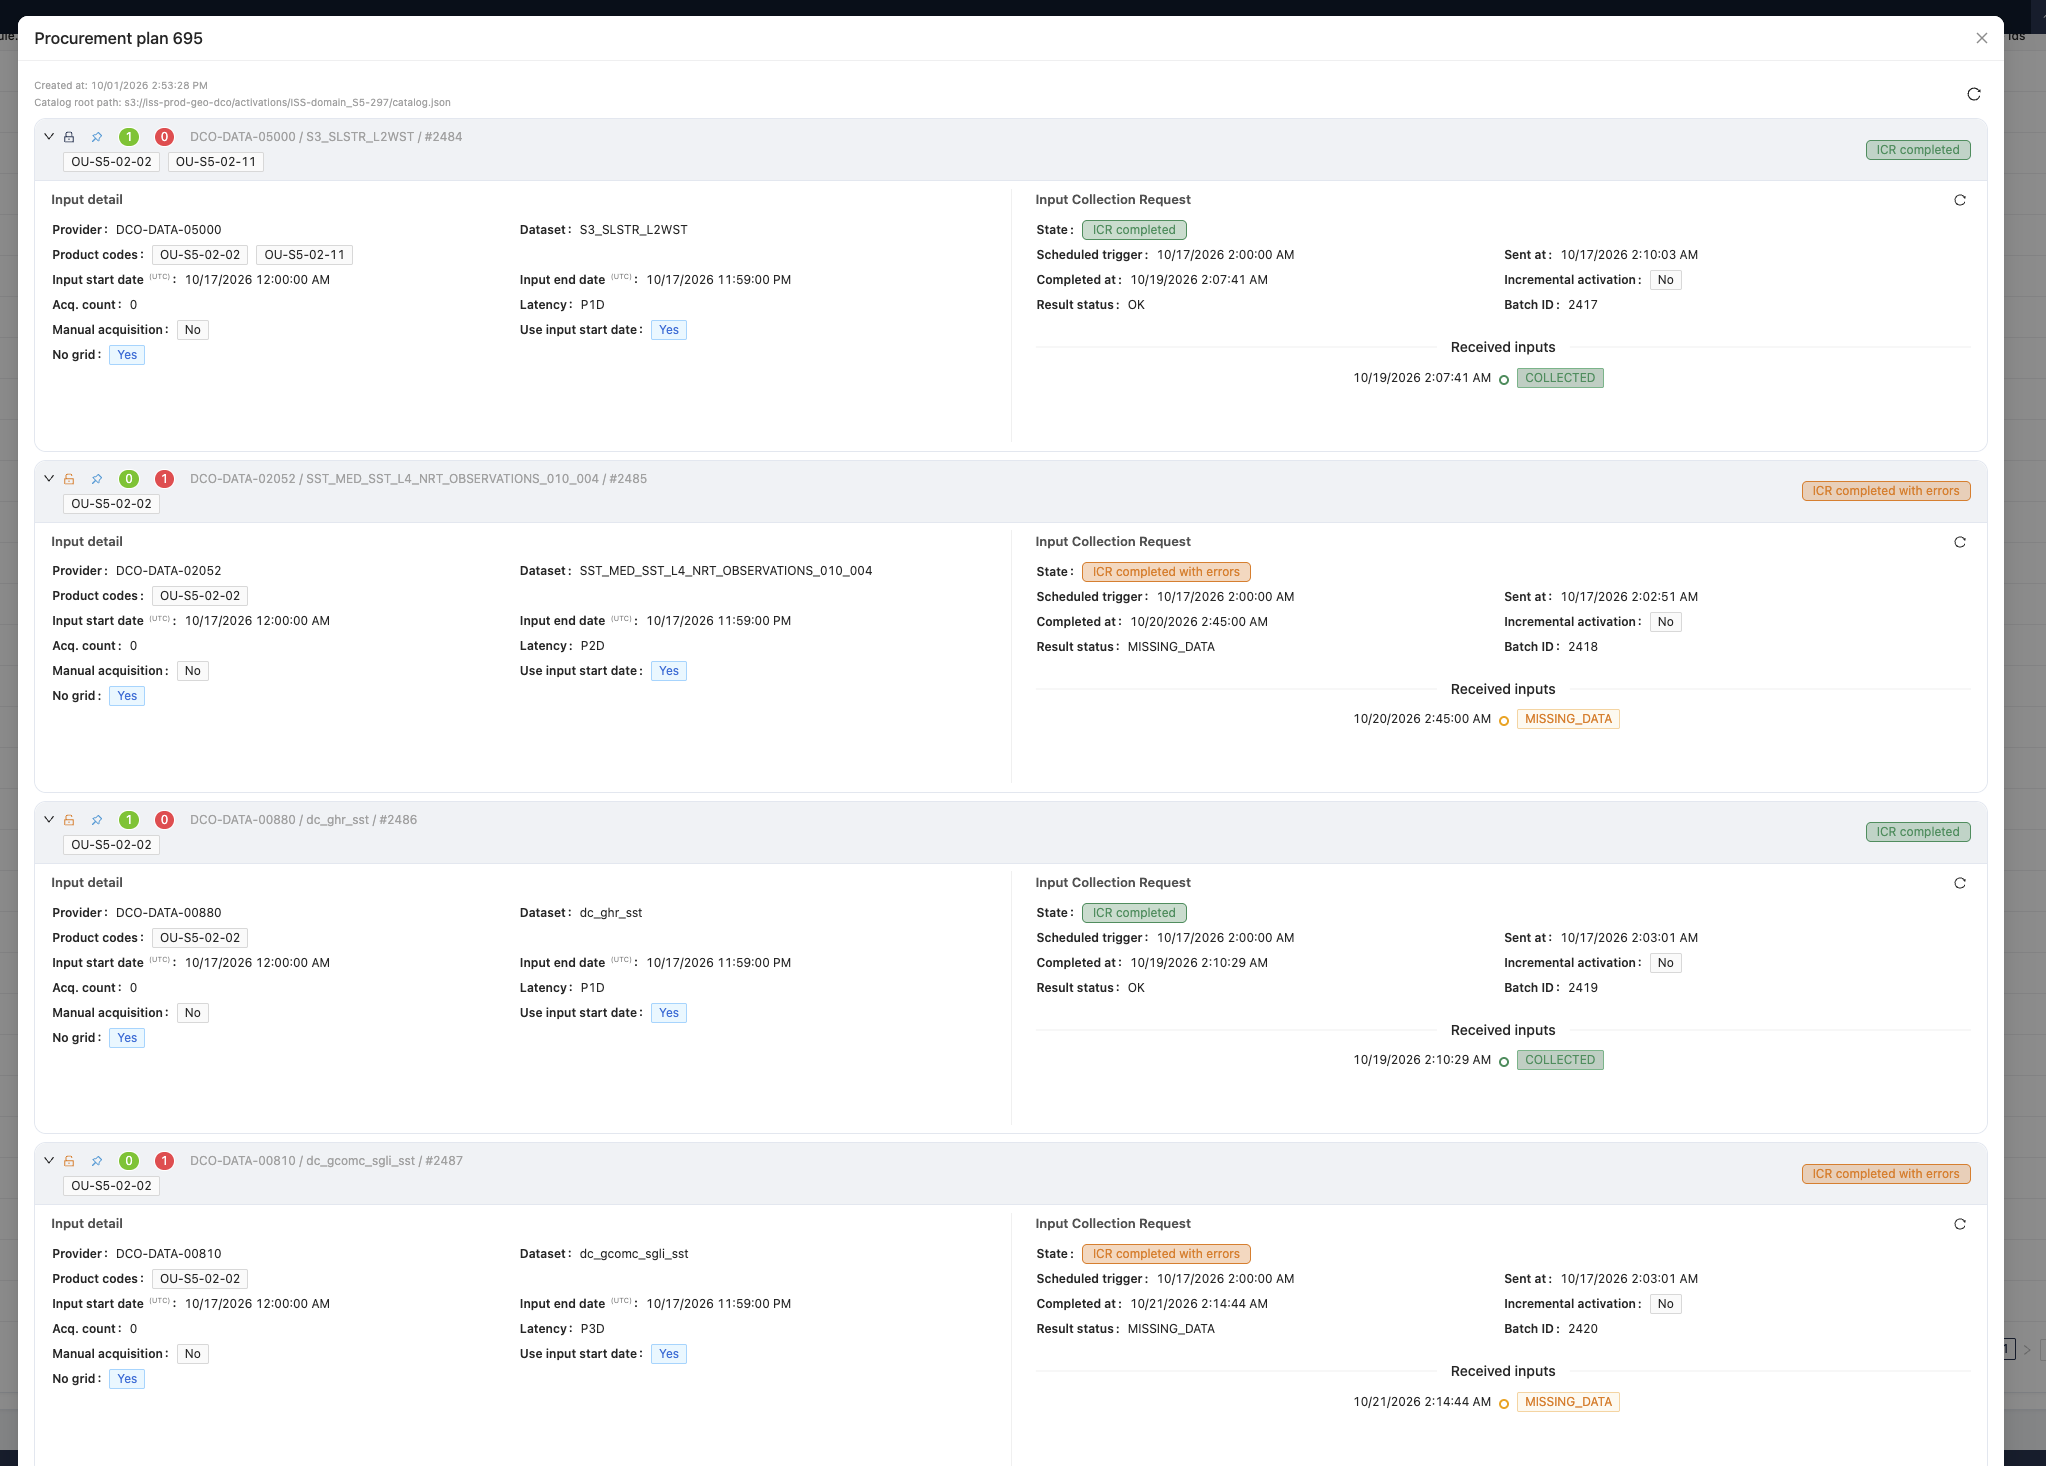 Procurement plan 695
Created at: 10/01/2026 2:53:28 PM
Catalog root path: s3://iss-prod-geo-dco/activations/ISS-domain_S5-297/catalog.json
1 0 DCO-DATA-05000 / S3_SLSTR_L2WST / #2484
OU-S5-02-02 OU-S5-02-11
ICR completed
Input detail
Provider: DCO-DATA-05000 Dataset: S3_SLSTR_L2WST
Product codes: OU-S5-02-02 OU-S5-02-11
Input start date (UTC): 10/17/2026 12:00:00 AM Input end date (UTC): 10/17/2026 11:59:00 PM
Acq. count: 0 Latency: P1D
Manual acquisition: No Use input start date: Yes
No grid: Yes
Input Collection Request
State: ICR completed
Scheduled trigger: 10/17/2026 2:00:00 AM Sent at: 10/17/2026 2:10:03 AM
Completed at: 10/19/2026 2:07:41 AM Incremental activation: No
Result status: OK Batch ID: 2417
Received inputs
10/19/2026 2:07:41 AM COLLECTED
0 1 DCO-DATA-02052 / SST_MED_SST_L4_NRT_OBSERVATIONS_010_004 / #2485
OU-S5-02-02
ICR completed with errors
Input detail
Provider: DCO-DATA-02052 Dataset: SST_MED_SST_L4_NRT_OBSERVATIONS_010_004
Product codes: OU-S5-02-02
Input start date (UTC): 10/17/2026 12:00:00 AM Input end date (UTC): 10/17/2026 11:59:00 PM
Acq. count: 0 Latency: P2D
Manual acquisition: No Use input start date: Yes
No grid: Yes
Input Collection Request
State: ICR completed with errors
Scheduled trigger: 10/17/2026 2:00:00 AM Sent at: 10/17/2026 2:02:51 AM
Completed at: 10/20/2026 2:45:00 AM Incremental activation: No
Result status: MISSING_DATA Batch ID: 2418
Received inputs
10/20/2026 2:45:00 AM MISSING_DATA
1 0 DCO-DATA-00880 / dc_ghr_sst / #2486
OU-S5-02-02
ICR completed
Input detail
Provider: DCO-DATA-00880 Dataset: dc_ghr_sst
Product codes: OU-S5-02-02
Input start date (UTC): 10/17/2026 12:00:00 AM Input end date (UTC): 10/17/2026 11:59:00 PM
Acq. count: 0 Latency: P1D
Manual acquisition: No Use input start date: Yes
No grid: Yes
Input Collection Request
State: ICR completed
Scheduled trigger: 10/17/2026 2:00:00 AM Sent at: 10/17/2026 2:03:01 AM
Completed at: 10/19/2026 2:10:29 AM Incremental activation: No
Result status: OK Batch ID: 2419
Received inputs
10/19/2026 2:10:29 AM COLLECTED
0 1 DCO-DATA-00810 / dc_gcomc_sgli_sst / #2487
OU-S5-02-02
ICR completed with errors
Input detail
Provider: DCO-DATA-00810 Dataset: dc_gcomc_sgli_sst
Product codes: OU-S5-02-02
Input start date (UTC): 10/17/2026 12:00:00 AM Input end date (UTC): 10/17/2026 11:59:00 PM
Acq. count: 0 Latency: P3D
Manual acquisition: No Use input start date: Yes
No grid: Yes
Input Collection Request
State: ICR completed with errors
Scheduled trigger: 10/17/2026 2:00:00 AM Sent at: 10/17/2026 2:03:01 AM
Completed at: 10/21/2026 2:14:44 AM Incremental activation: No
Result status: MISSING_DATA Batch ID: 2420
Received inputs
10/21/2026 2:14:44 AM MISSING_DATA